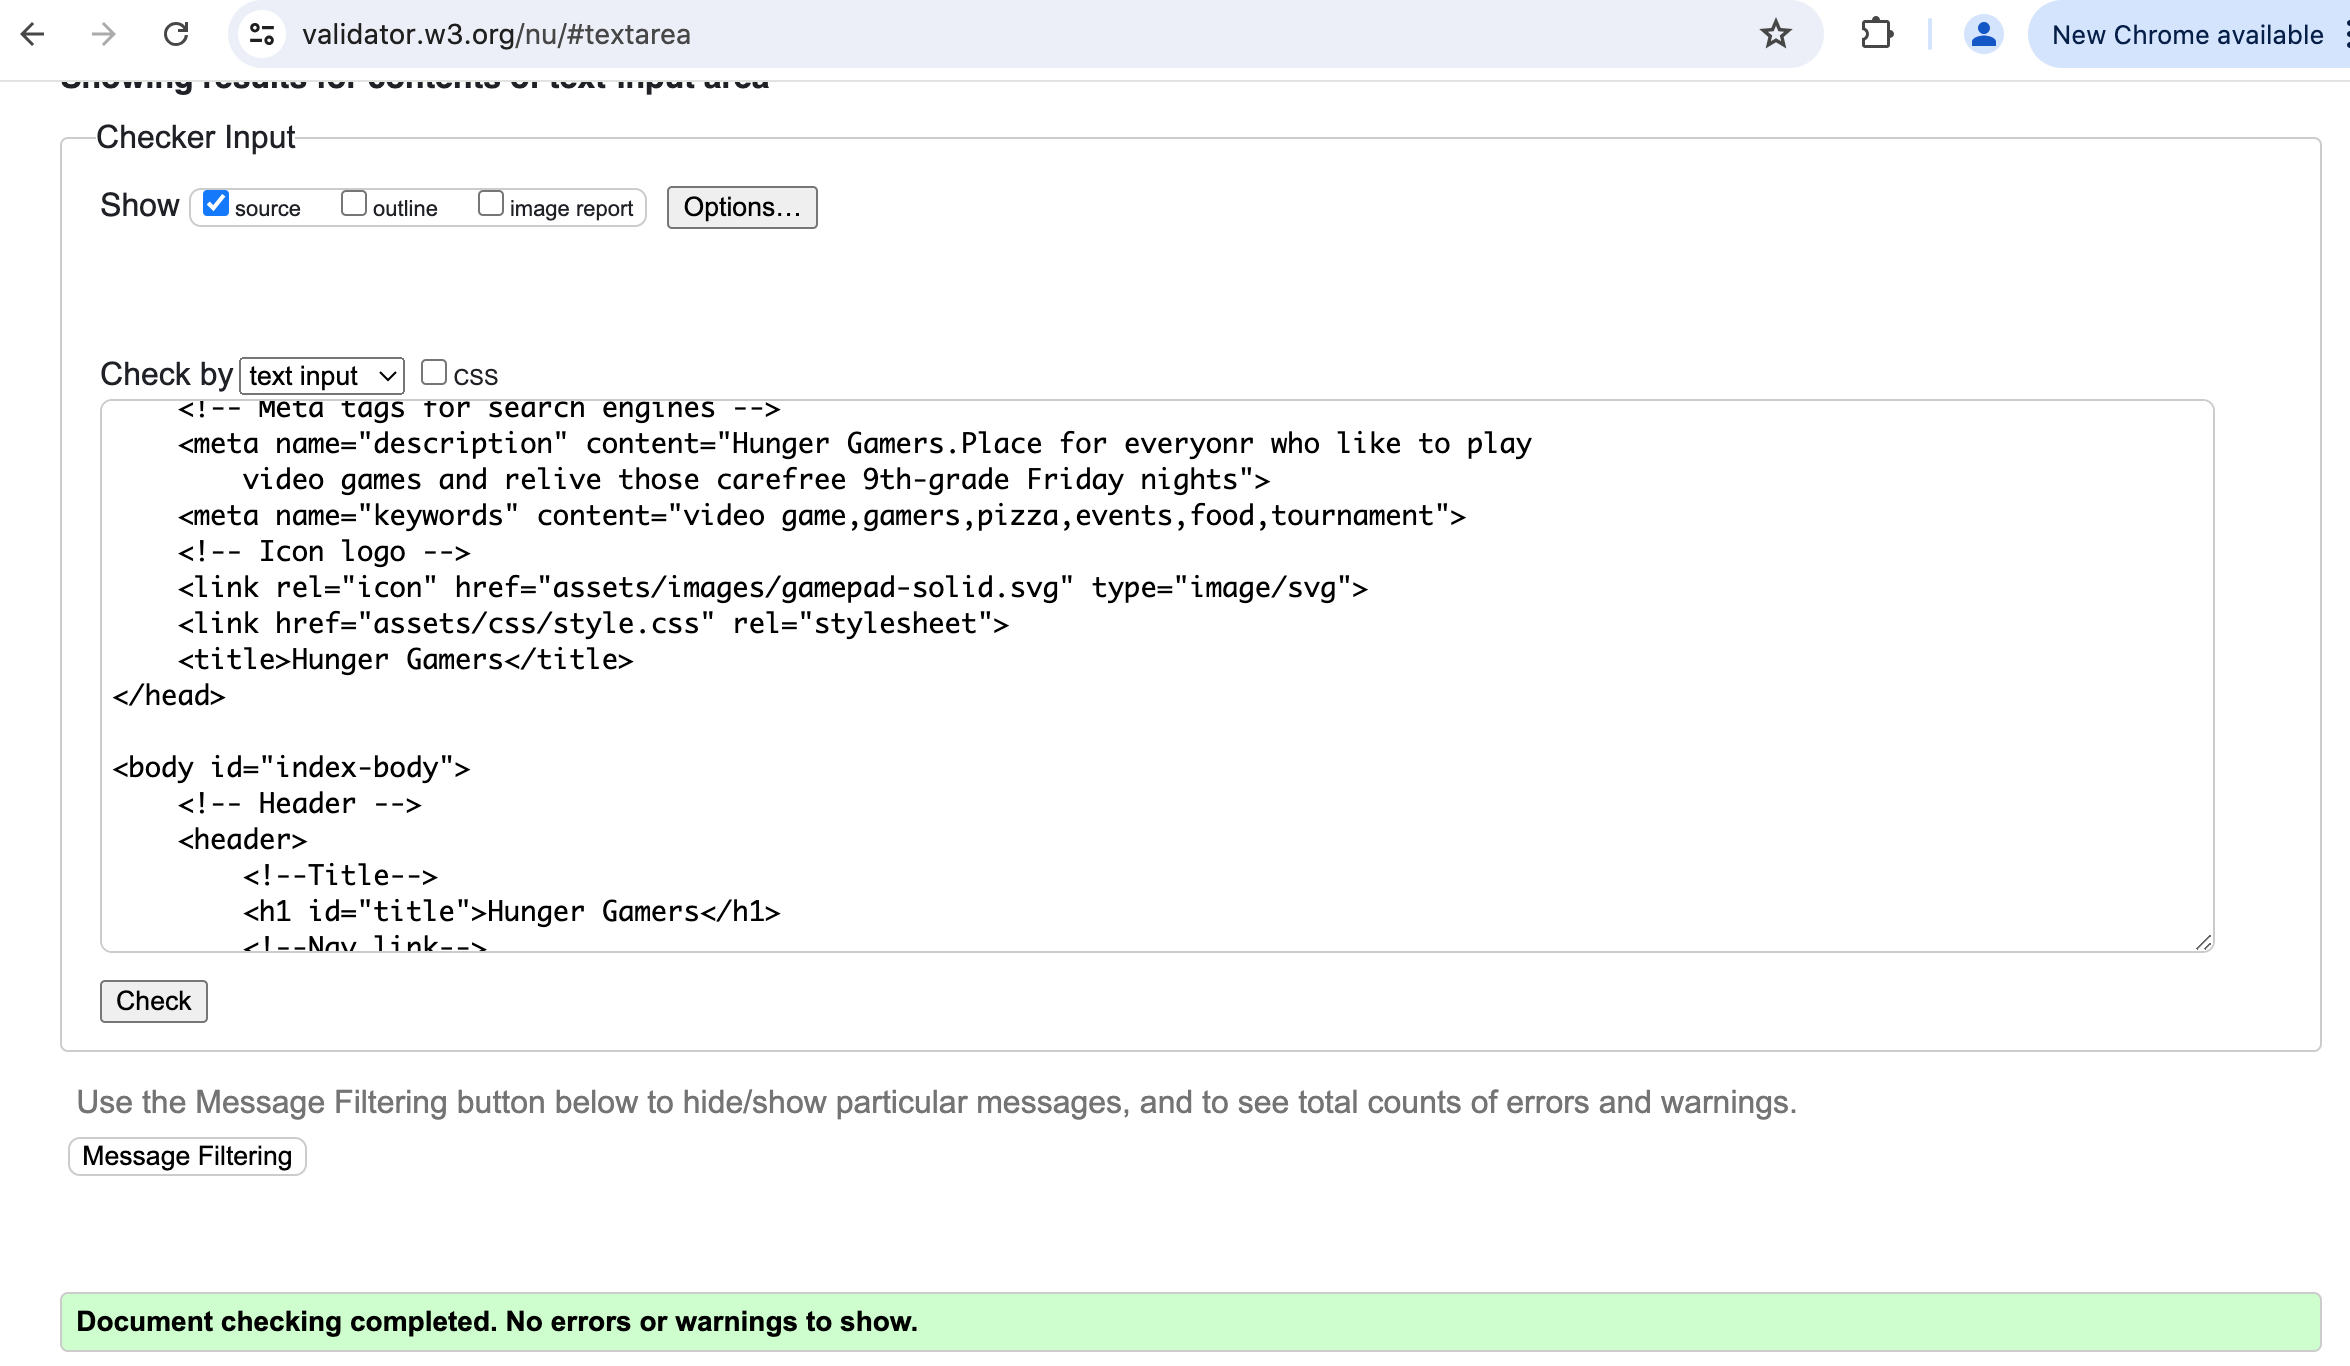 validator.w3.org/nu/#textarea
New Chrome available
Showing results for contents of text input area
Checker Input
Show source outline image report Options...
Check by text input CSS
<!-- Meta tags for search engines -->
<meta name="description" content="Hunger Gamers.Place for everyonr who like to play
video games and relive those carefree 9th-grade Friday nights">
<meta name="keywords" content="video game,gamers,pizza,events,food,tournament">
<!-- Icon logo -->
<link rel="icon" href="assets/images/gamepad-solid.svg" type="image/svg">
<link href="assets/css/style.css" rel="stylesheet">
<title>Hunger Gamers</title>
</head>
<body id="index-body">
<!-- Header -->
<header>
<!--Title-->
<h1 id="title">Hunger Gamers</h1>
<!--Nav link-->
Check
Use the Message Filtering button below to hide/show particular messages, and to see total counts of errors and warnings.
Message Filtering
Document checking completed. No errors or warnings to show.